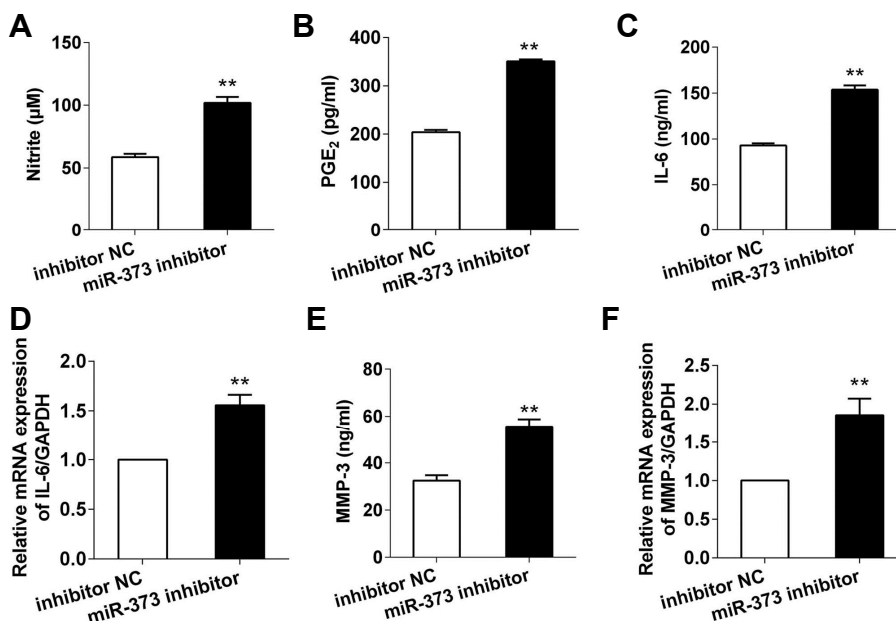 A
Nitrite (μM)
150
100
50
0
**
inhibitor NC
miR-373 inhibitor
B
PGE₂ (pg/ml)
400
300
200
100
0
**
inhibitor NC
miR-373 inhibitor
C
IL-6 (ng/ml)
200
150
100
50
0
**
inhibitor NC
miR-373 inhibitor
D
Relative mRNA expression
of IL-6/GAPDH
2.0
1.5
1.0
0.5
0.0
**
inhibitor NC
miR-373 inhibitor
E
MMP-3 (ng/ml)
80
60
40
20
0
**
inhibitor NC
miR-373 inhibitor
F
Relative mRNA expression
of MMP-3/GAPDH
2.5
2.0
1.5
1.0
0.5
0.0
**
inhibitor NC
miR-373 inhibitor